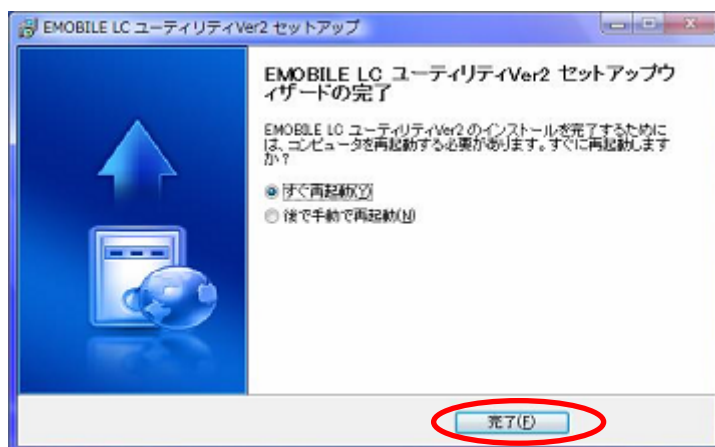 EMOBILE LC ユーティリティVer2 セットアップ
EMOBILE LC ユーティリティVer2 セットアップウ
ィザードの完了
EMOBILE LC ユーティリティVer2 のインストールを完了するために
は、コンピュータを再起動する必要があります。すぐに再起動します
か?
すぐ再起動(Y)
後で手動で再起動(N)
完了(F)